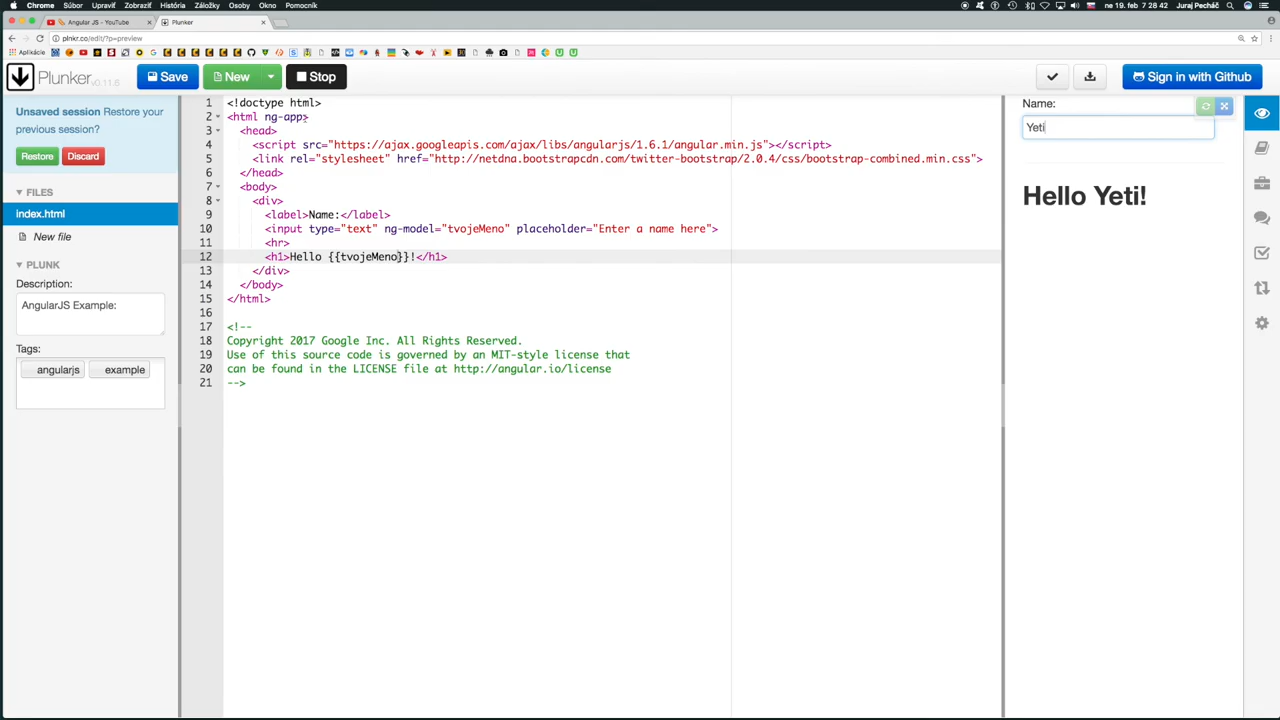 Chrome Súbor Upraviť Zobraziť História Záložky Osoby Okno Pomocník ne 19. feb 7 28 42 Juraj Pecháč
Angular JS - YouTube
Plunker
plnkr.co/edit/?p=preview
Aplikácie
Plunker v0.11.6
Save
New
Stop
Sign in with Github
Unsaved session Restore your
previous session?
Restore Discard
FILES
index.html
New file
PLUNK
Description:
AngularJS Example:
Tags:
angularjs example
1 <!doctype html>
2 <html ng-app>
3 <head>
4 <script src="https://ajax.googleapis.com/ajax/libs/angularjs/1.6.1/angular.min.js"></script>
5 <link rel="stylesheet" href="http://netdna.bootstrapcdn.com/twitter-bootstrap/2.0.4/css/bootstrap-combined.min.css">
6 </head>
7 <body>
8 <div>
9 <label>Name:</label>
10 <input type="text" ng-model="tvojeMeno" placeholder="Enter a name here">
11 <hr>
12 <h1>Hello {{tvojeMeno}}!</h1>
13 </div>
14 </body>
15 </html>
16
17 <!--
18 Copyright 2017 Google Inc. All Rights Reserved.
19 Use of this source code is governed by an MIT-style license that
20 can be found in the LICENSE file at http://angular.io/license
21 -->
Name:
Yeti
Hello Yeti!